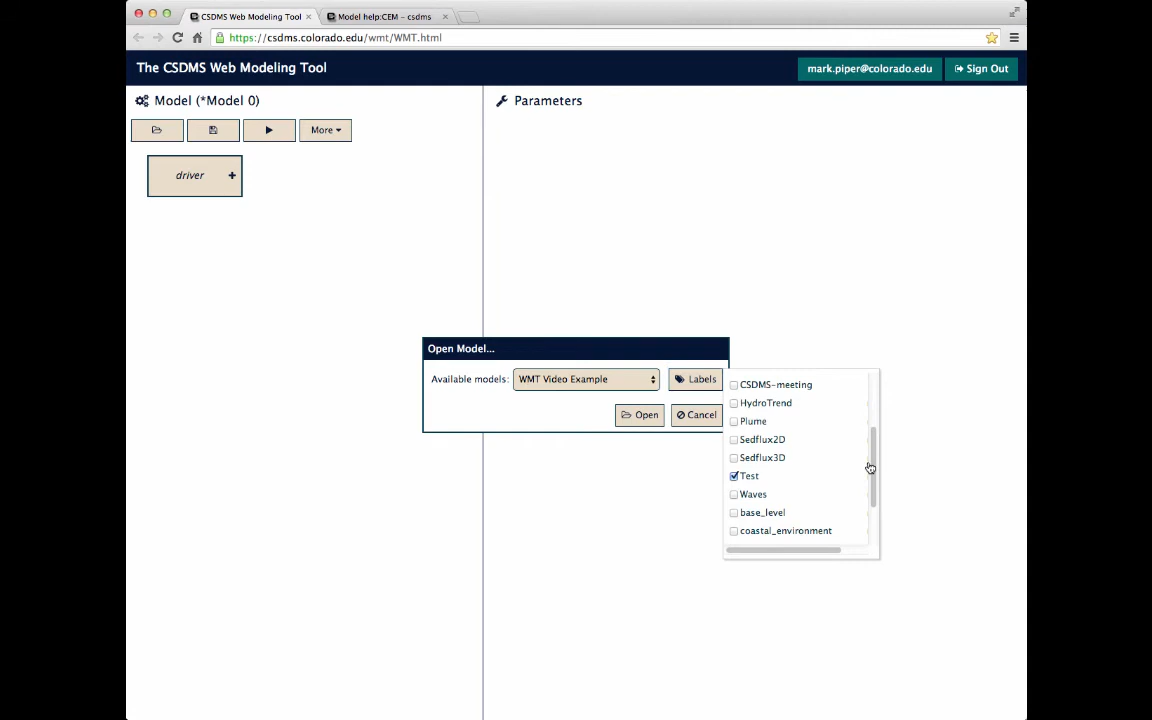 CSDMS Web Modeling Tool
Model help:CEM – csdms
https://csdms.colorado.edu/wmt/WMT.html
The CSDMS Web Modeling Tool
mark.piper@colorado.edu
Sign Out
Model (*Model 0)
Parameters
More
driver
Open Model...
Available models:
WMT Video Example
Labels
Open
Cancel
CSDMS-meeting
HydroTrend
Plume
Sedflux2D
Sedflux3D
Test
Waves
base_level
coastal_environment